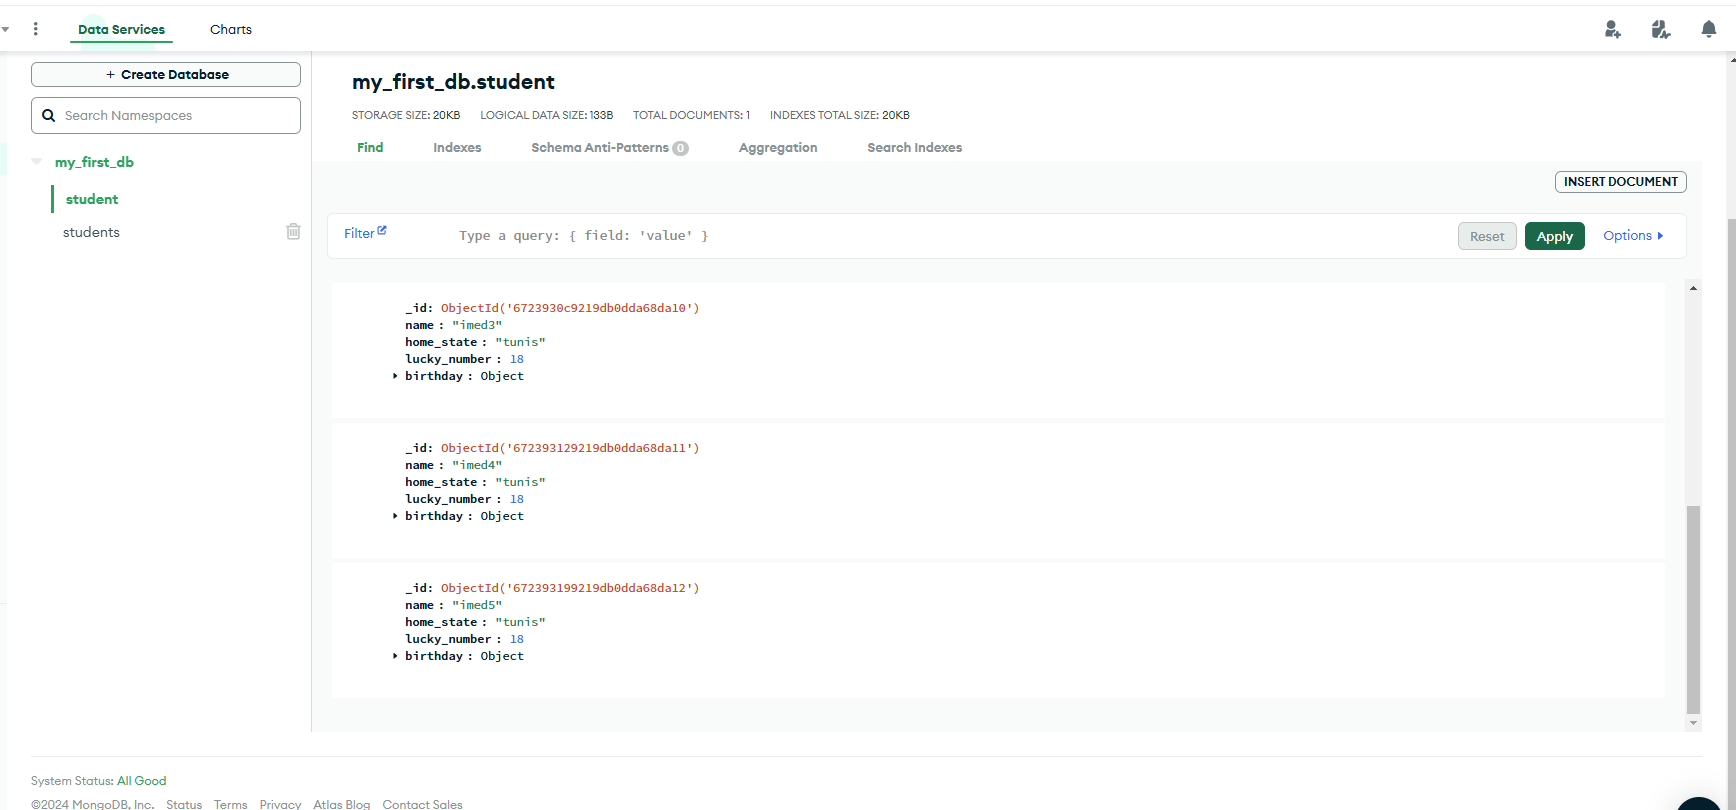 Data Services
Charts
+ Create Database
Search Namespaces
my_first_db
student
students
my_first_db.student
STORAGE SIZE: 20KB LOGICAL DATA SIZE: 133B TOTAL DOCUMENTS: 1 INDEXES TOTAL SIZE: 20KB
Find Indexes Schema Anti-Patterns 0 Aggregation Search Indexes
INSERT DOCUMENT
Filter Type a query: { field: 'value' } Reset Apply Options
_id: ObjectId('6723930c9219db0dda68da10')
name : "imed3"
home_state : "tunis"
lucky_number : 18
birthday : Object
_id: ObjectId('672393129219db0dda68da11')
name : "imed4"
home_state : "tunis"
lucky_number : 18
birthday : Object
_id: ObjectId('672393199219db0dda68da12')
name : "imed5"
home_state : "tunis"
lucky_number : 18
birthday : Object
System Status: All Good
©2024 MongoDB, Inc. Status Terms Privacy Atlas Blog Contact Sales